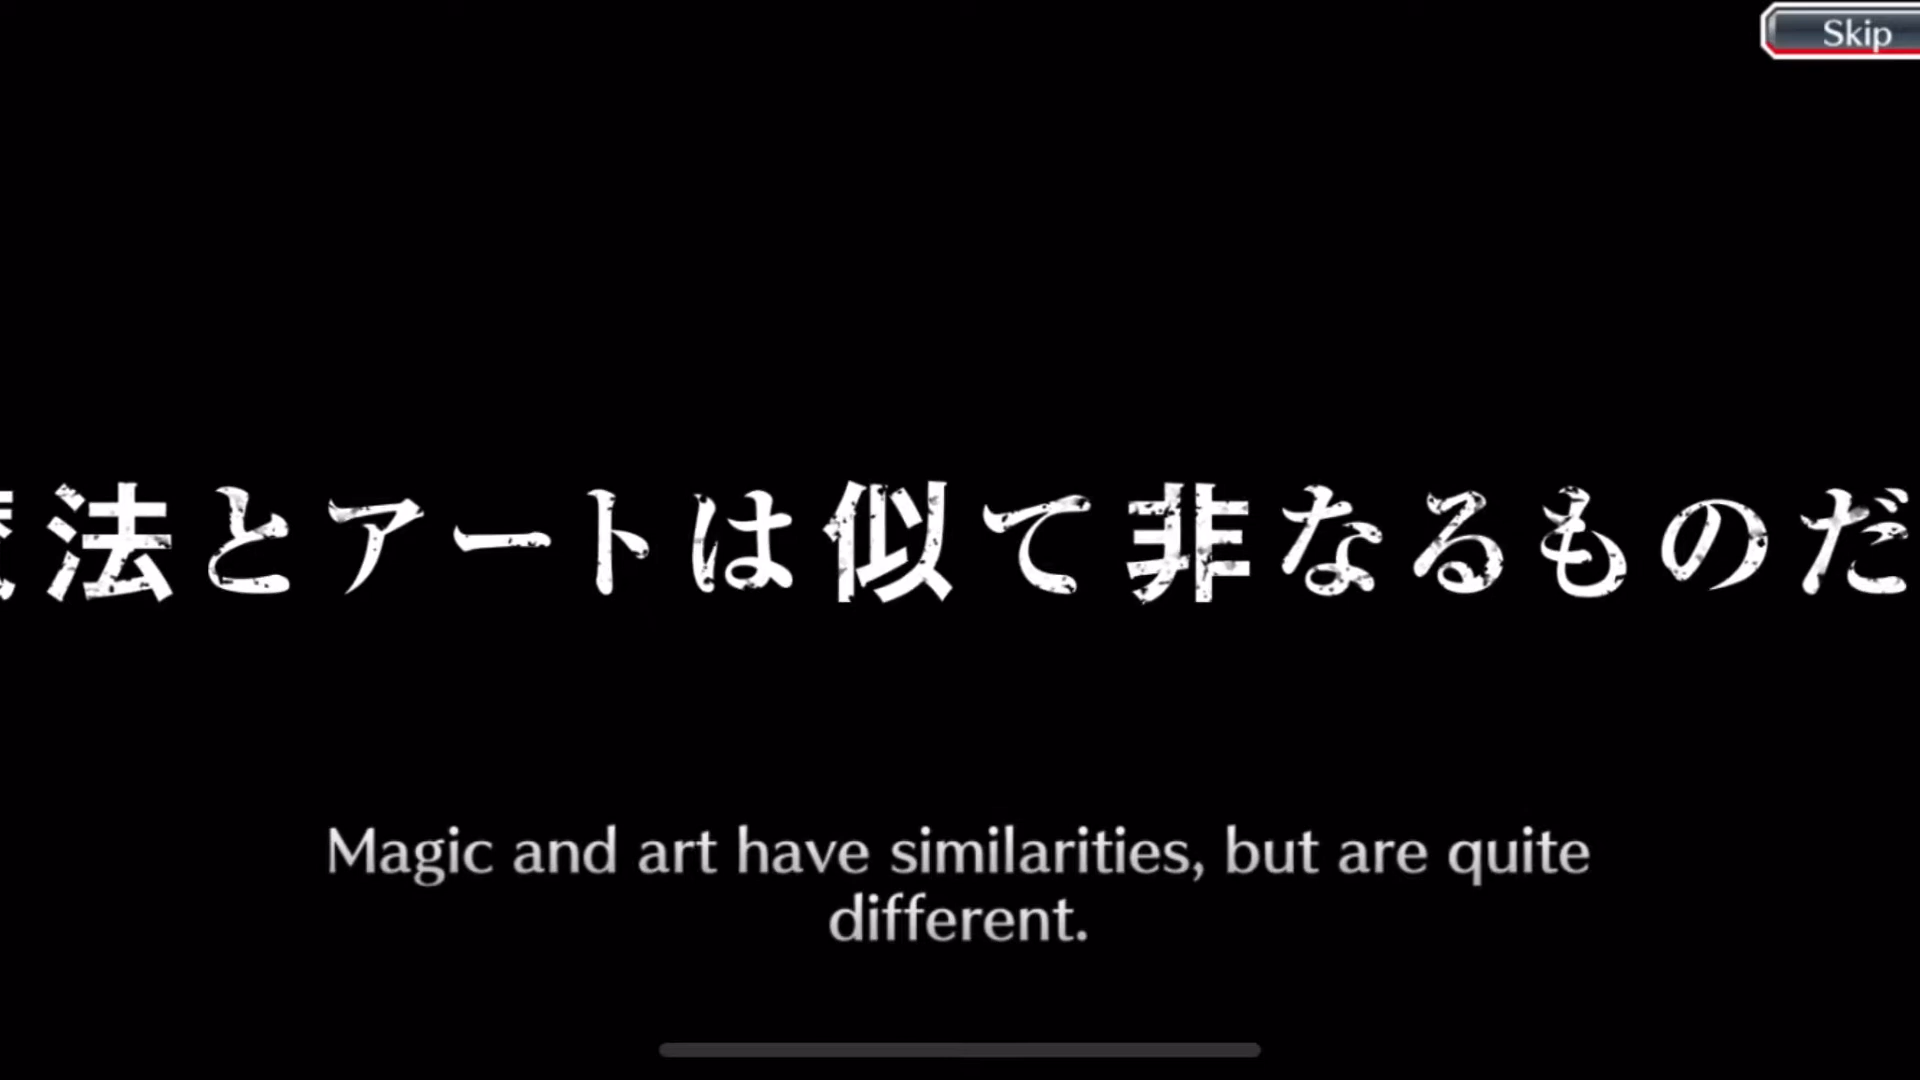 Skip
魔法とアートは似て非なるものだ
Magic and art have similarities, but are quite
different.